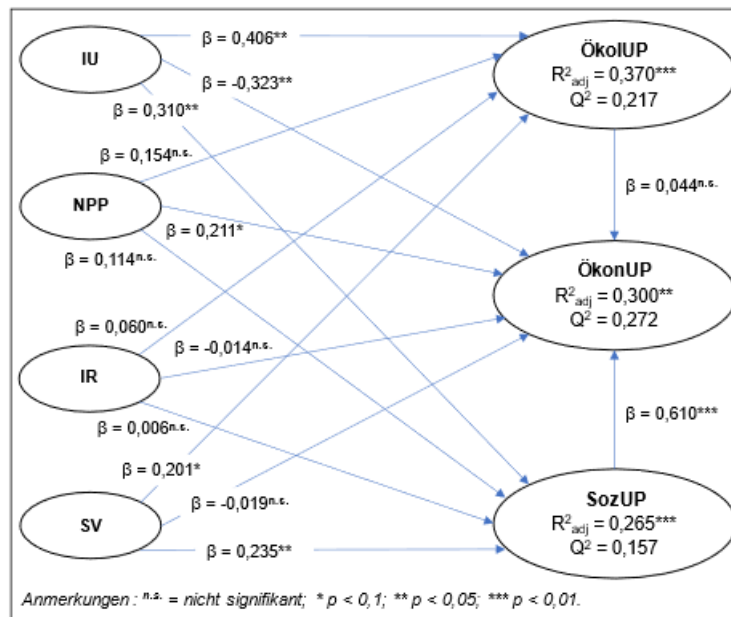 IU
β = 0,406**
β = -0,323**
β = 0,310**
ÖkolUP
R²adj = 0,370***
Q² = 0,217
β = 0,154n.s.
NPP
β = 0,211*
β = 0,114n.s.
β = 0,044n.s.
ÖkonUP
R²adj = 0,300**
Q² = 0,272
β = 0,060n.s.
β = -0,014n.s.
IR
β = 0,006n.s.
β = 0,610***
β = 0,201*
β = -0,019n.s.
SV
β = 0,235**
SozUP
R²adj = 0,265***
Q² = 0,157
Anmerkungen : n.s. = nicht signifikant; * p < 0,1; ** p < 0,05; *** p < 0,01.